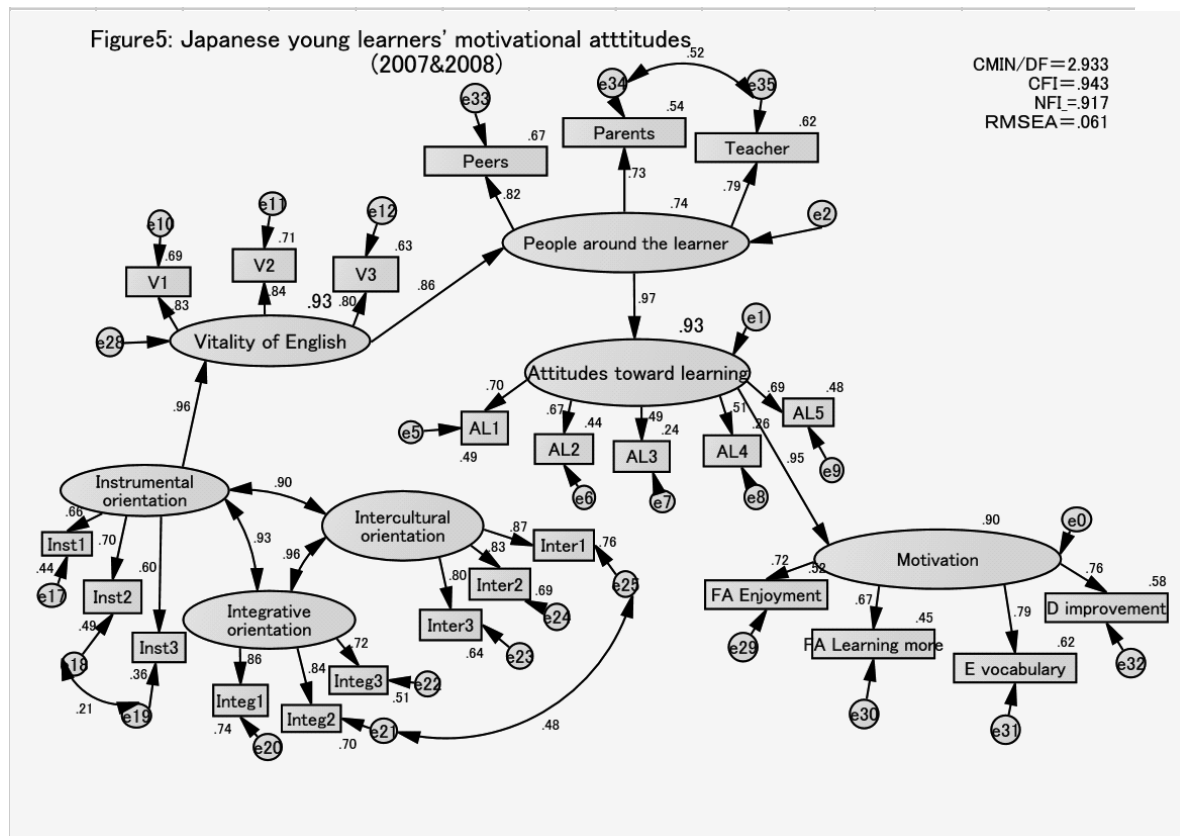 Figure5: Japanese young learners' motivational atttitudes
(2007&2008)
CMIN/DF=2.933
CFI=.943
NFI_=.917
RMSEA=.061
.52
e34
e35
e33
.54
Parents
.62
Teacher
.67
Peers
.82
.73
.79
.74
e2
People around the learner
e10
e11
e12
.69
.71
.63
V1
V2
V3
.83
.84
.93
.80
.86
e28
Vitality of English
.97
.93
e1
Attitudes toward learning
.70
.67
.49
.51
.69
.48
AL1
AL2
AL3
AL4
AL5
.44
.24
.26
e5
.49
e6
e7
e8
e9
.95
.96
Instrumental
orientation
.90
Intercultural
orientation
.66
.70
.60
.93
.96
Inst1
.44
e17
Inst2
.49
e18
Inst3
.36
e19
.21
.87
.83
.80
Inter1
.76
Inter2
.69
Inter3
.64
e25
e24
e23
Integrative
orientation
.86
.84
.72
Integ1
.74
Integ2
.70
Integ3
.51
e20
e21
e22
.48
.90
e0
Motivation
.72
.52
.67
.79
.76
.58
FA Enjoyment
D improvement
.45
FA Learning more
.62
E vocabulary
e29
e30
e31
e32